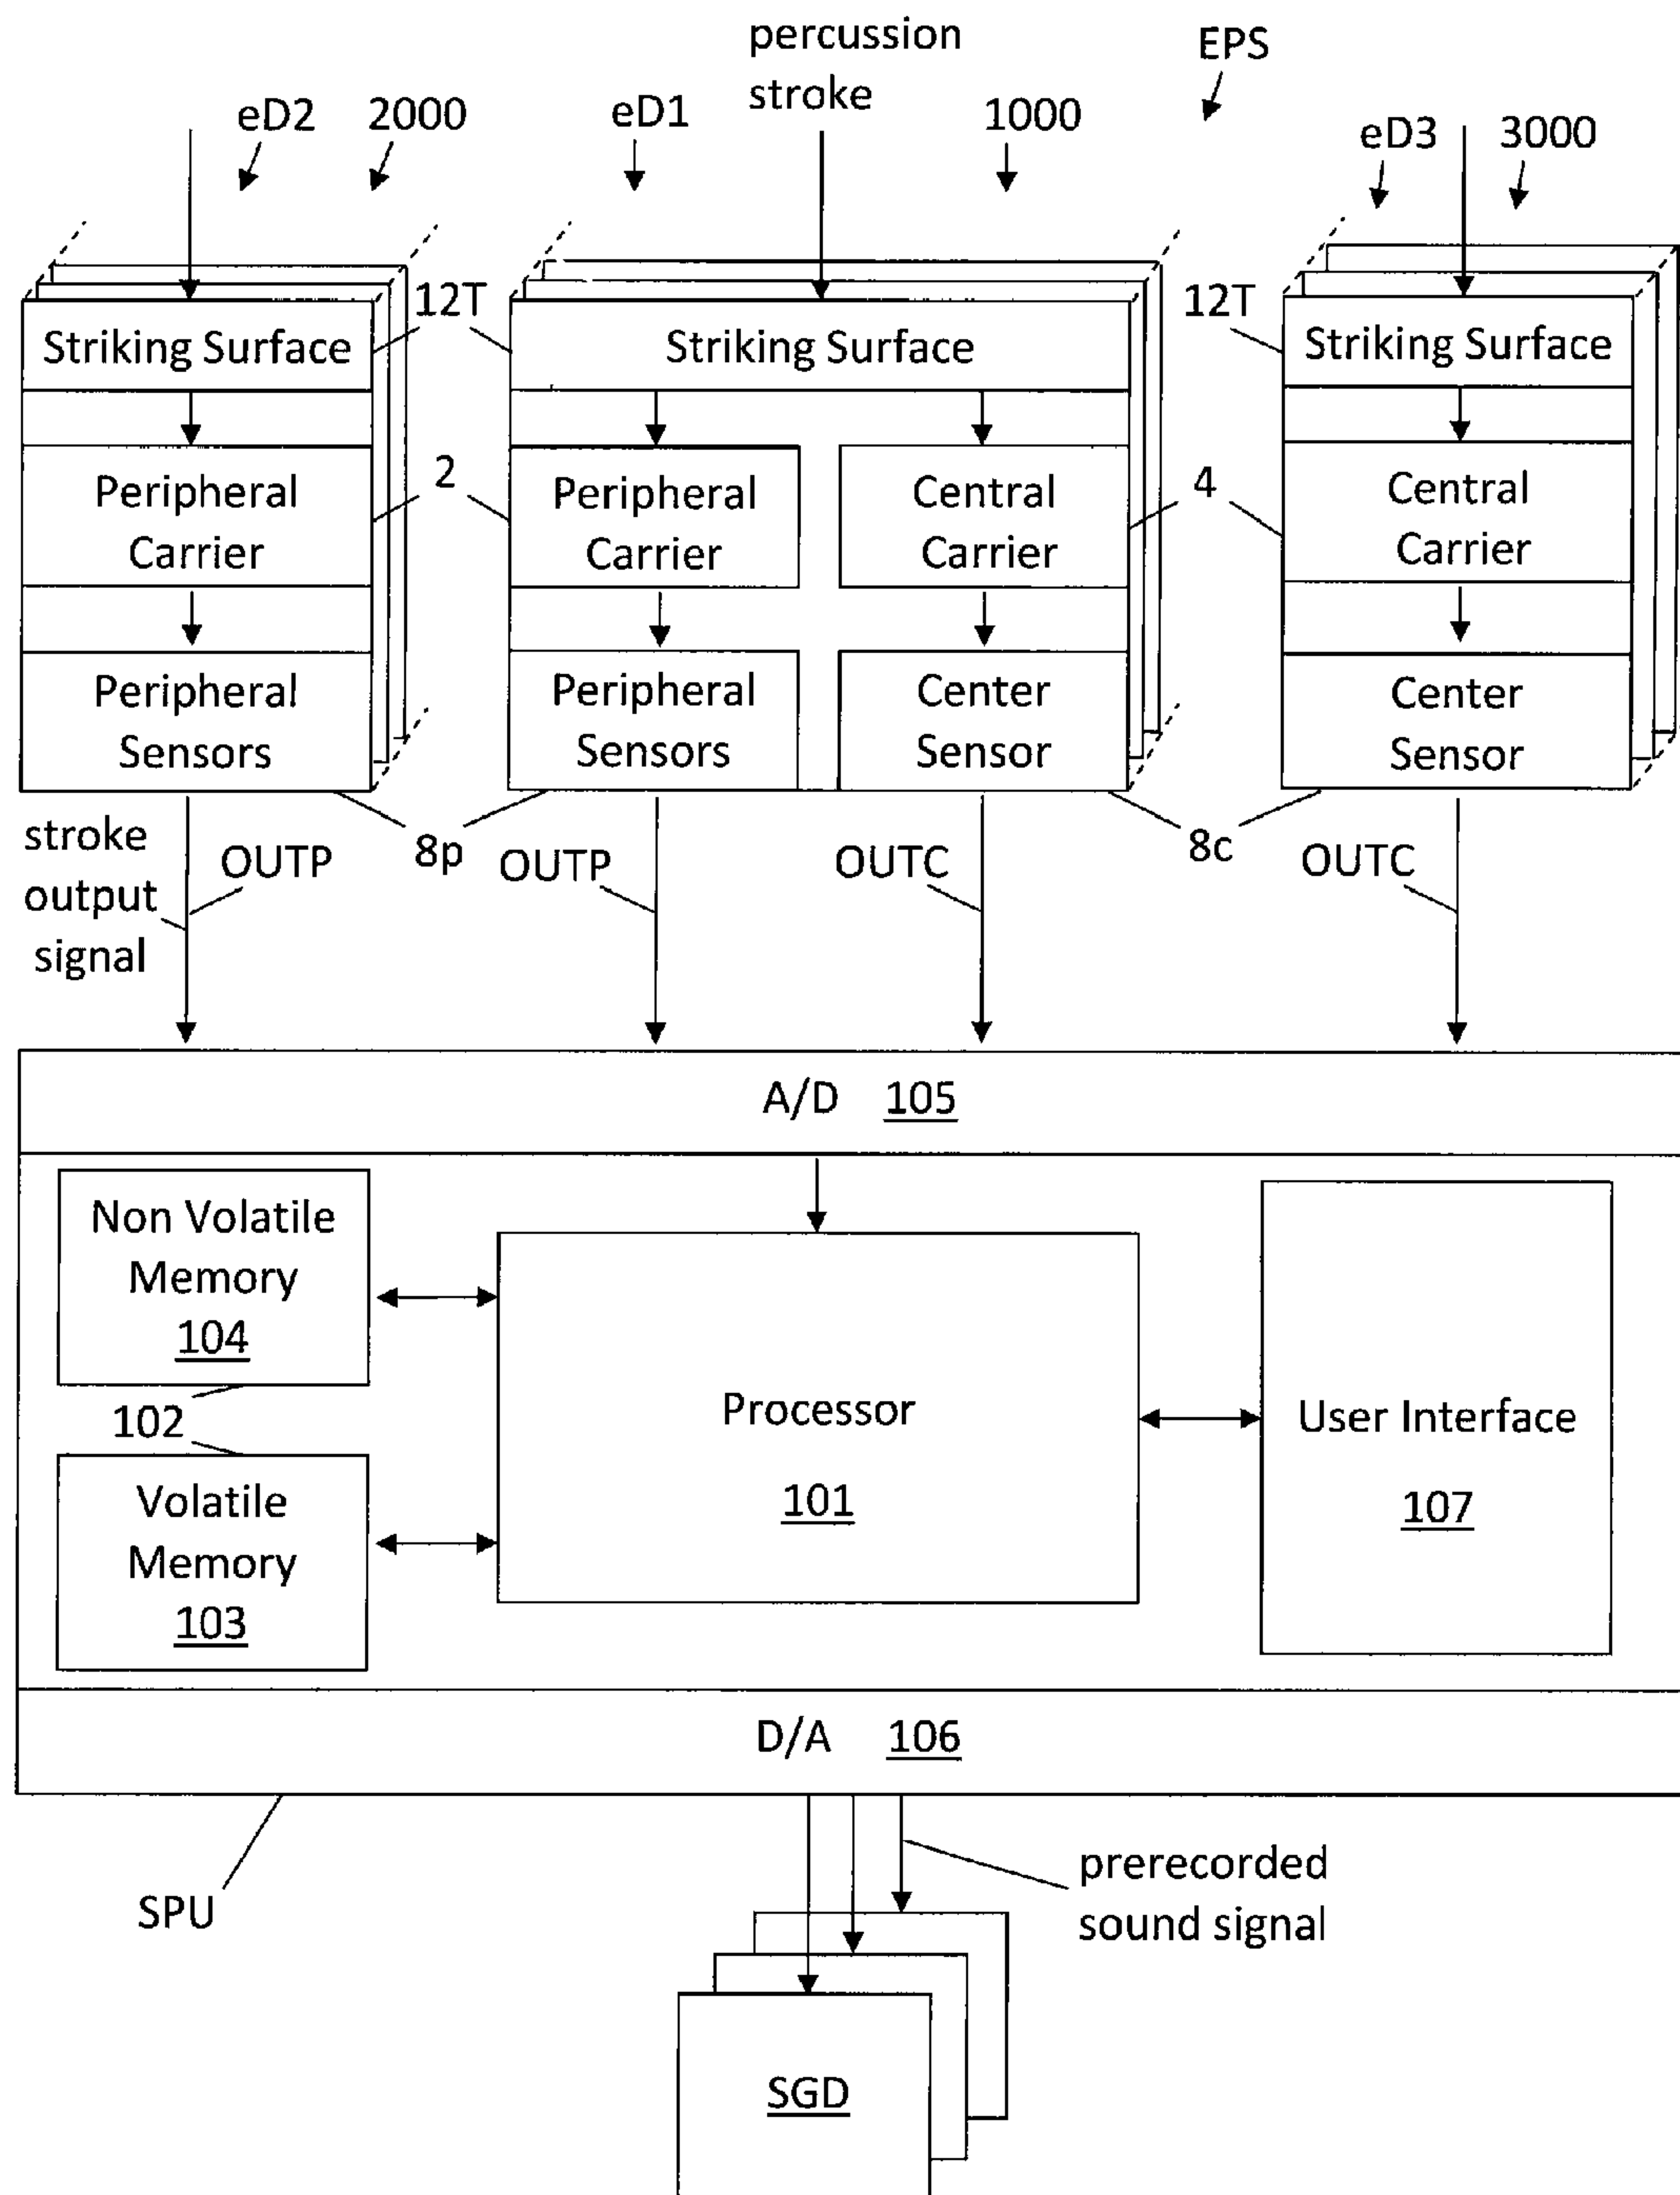 percussion
stroke
EPS
eD2
2000
eD1
1000
eD3
3000
12T
12T
Striking Surface
Striking Surface
Striking Surface
Peripheral
Carrier
2
Peripheral
Carrier
Central
Carrier
4
Central
Carrier
Peripheral
Sensors
Peripheral
Sensors
Center
Sensor
Center
Sensor
stroke
output
signal
OUTP
8p
OUTP
OUTC
8c
OUTC
A/D 105
Non Volatile
Memory
104
102
Volatile
Memory
103
Processor
101
User Interface
107
D/A 106
SPU
prerecorded
sound signal
SGD